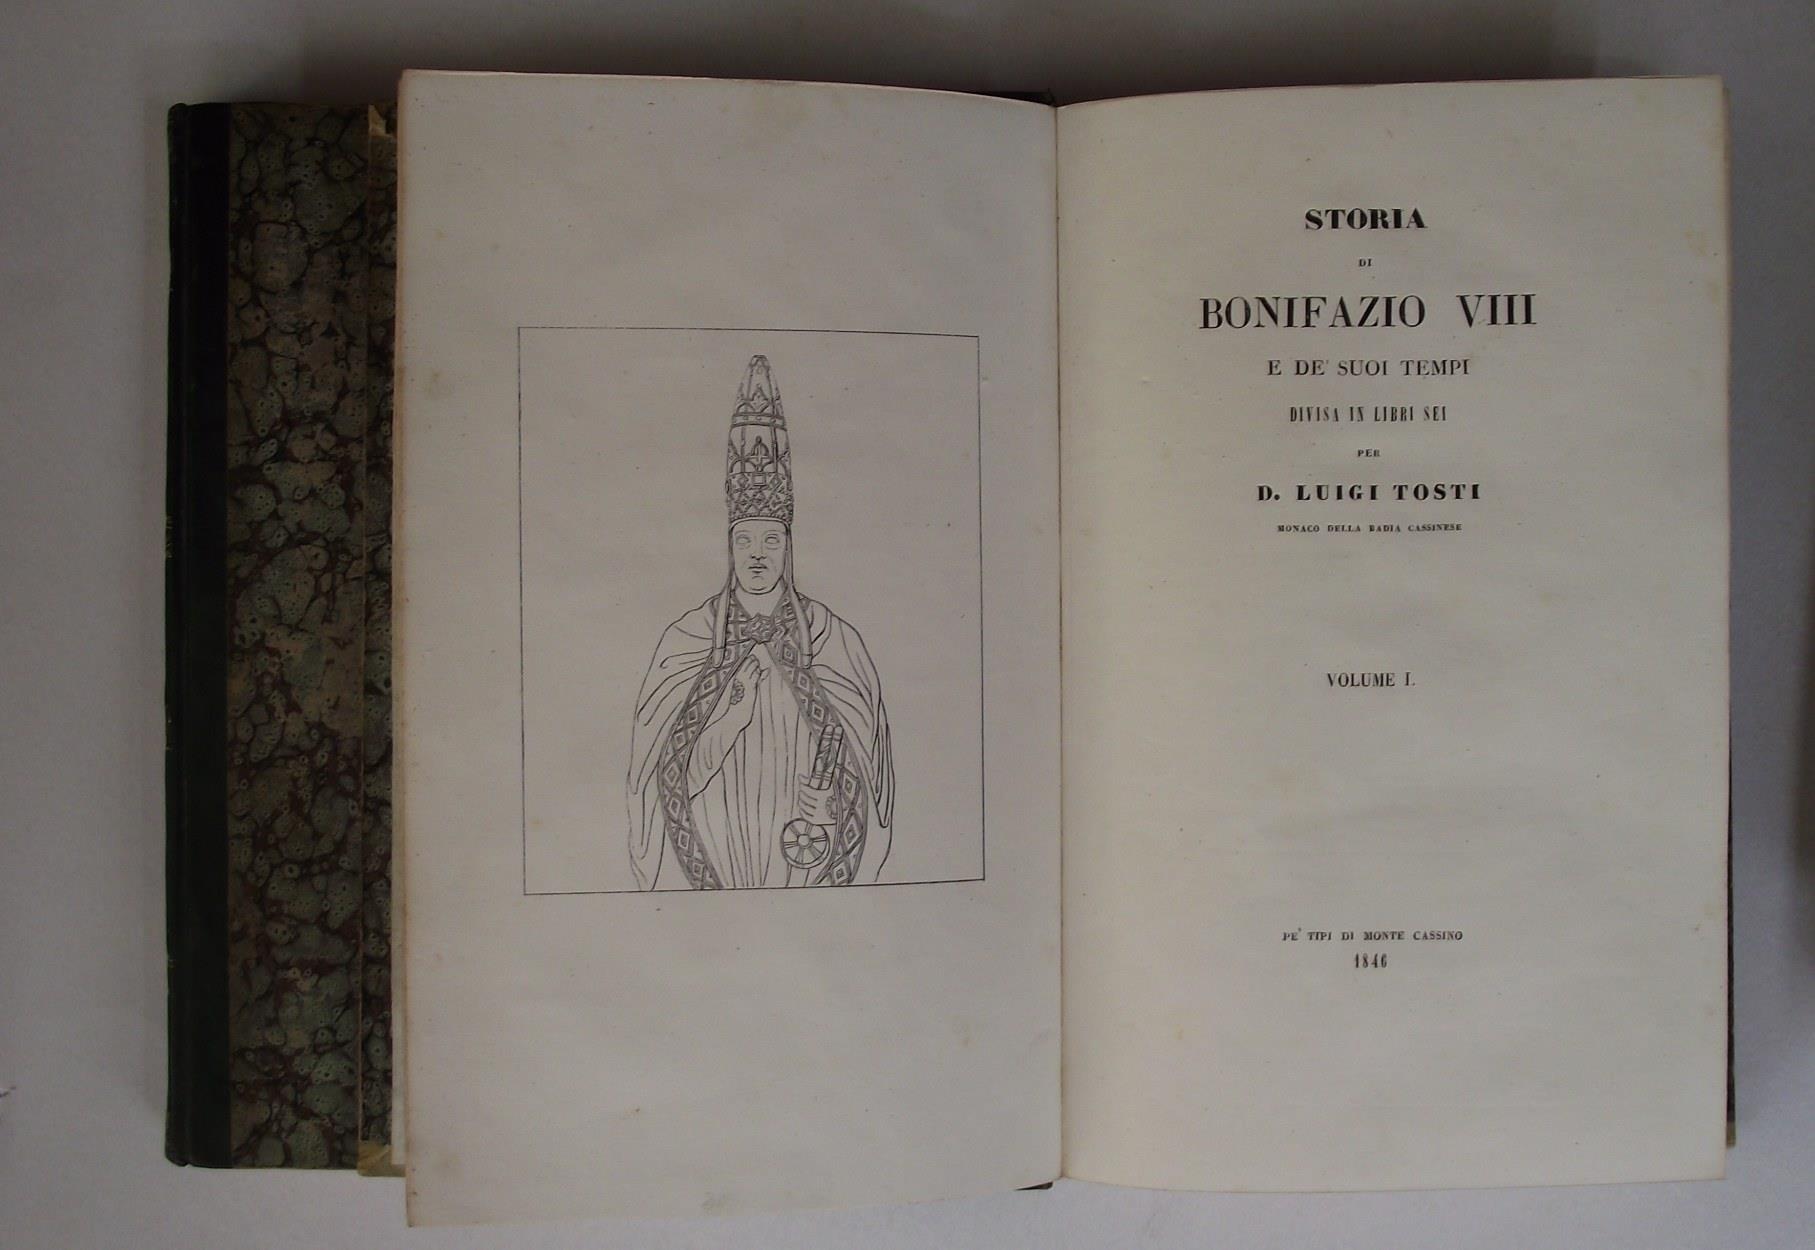 STORIA
DI
BONIFAZIO VIII
E DE' SUOI TEMPI
DIVISA IN LIBRI SEI
PER
D. LUIGI TOSTI
MONACO DELLA BADIA CASSINESE
VOLUME I.
PE' TIPI DI MONTE CASSINO
1846